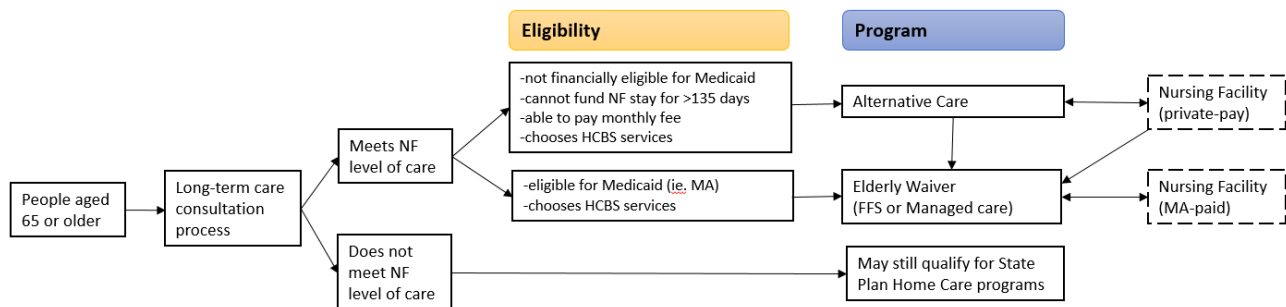 Eligibility
Program
-not financially eligible for Medicaid
-cannot fund NF stay for >135 days
-able to pay monthly fee
-chooses HCBS services
Alternative Care
Nursing Facility
(private-pay)
Meets NF
level of care
People aged
65 or older
Long-term care
consultation
process
-eligible for Medicaid (ie. MA)
-chooses HCBS services
Elderly Waiver
(FFS or Managed care)
Nursing Facility
(MA-paid)
Does not
meet NF
level of care
May still qualify for State
Plan Home Care programs